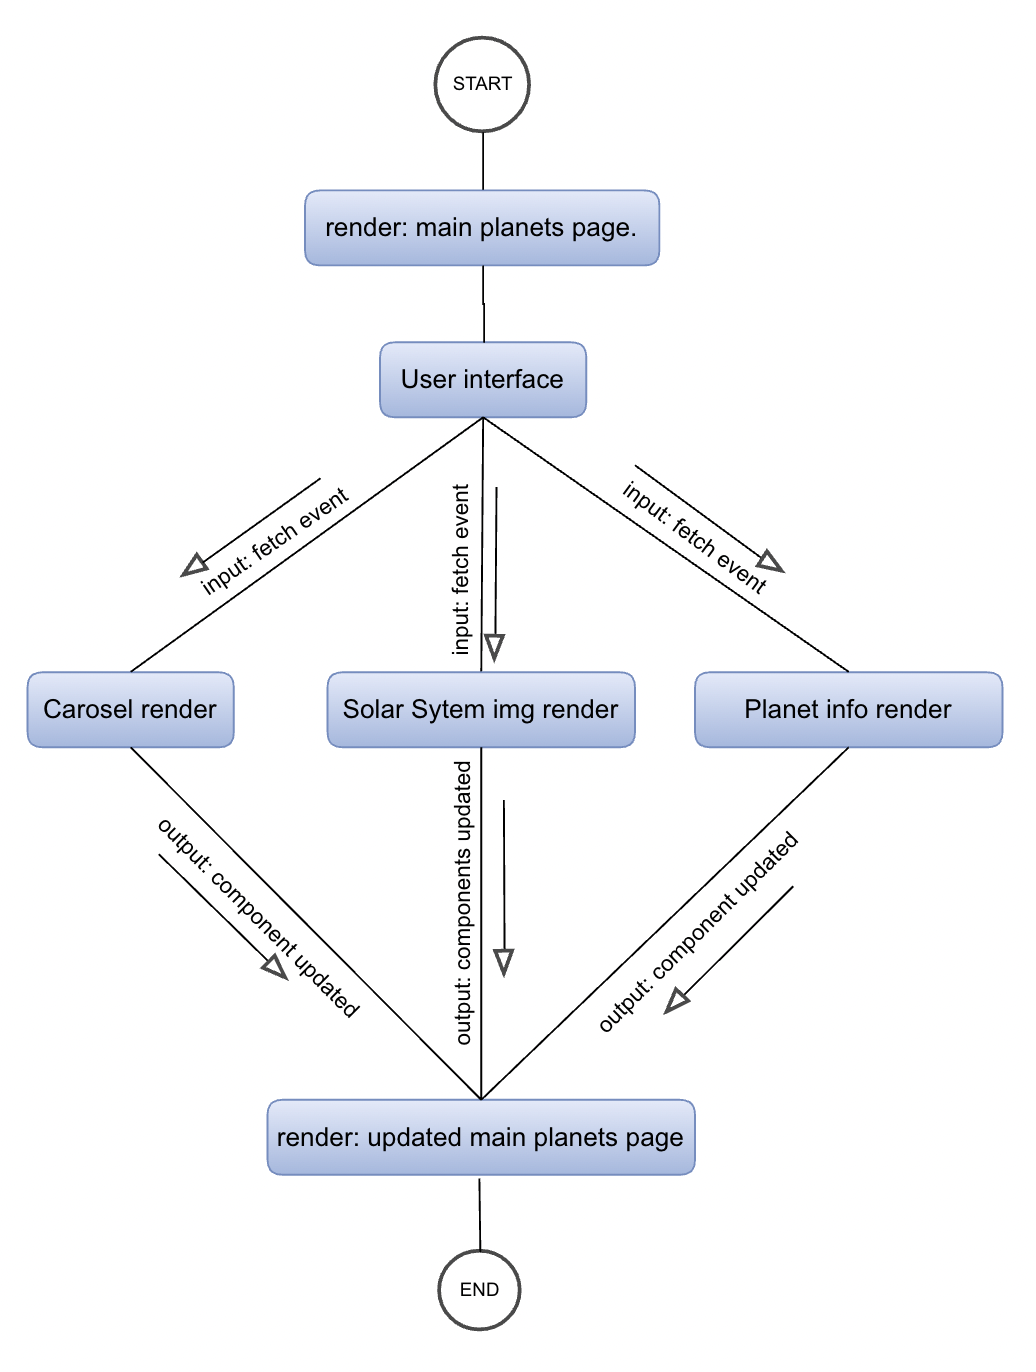 START
render: main planets page.
User interface
input: fetch event
input: fetch event
input: fetch event
Carosel render
Solar Sytem img render
Planet info render
output: component updated
output: components updated
output: component updated
render: updated main planets page
END